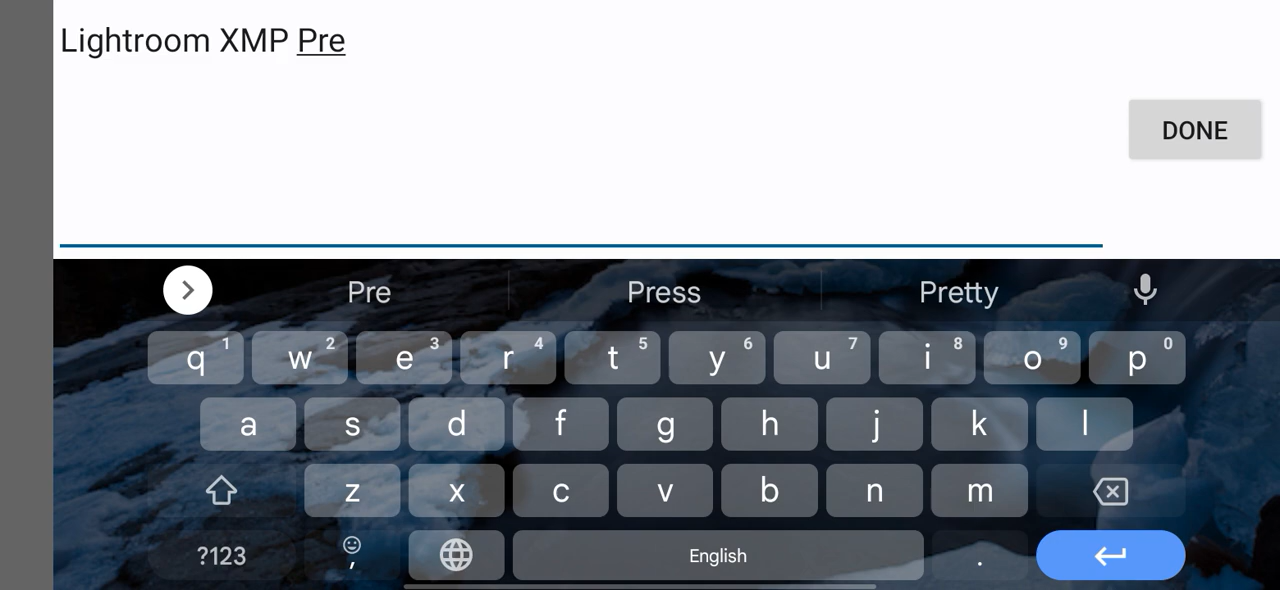 Lightroom XMP Pre
DONE
Pre Press Pretty
q 1 w 2 e 3 r 4 t 5 y 6 u 7 i 8 o 9 p 0
a s d f g h j k l
z x c v b n m
?123 , English .